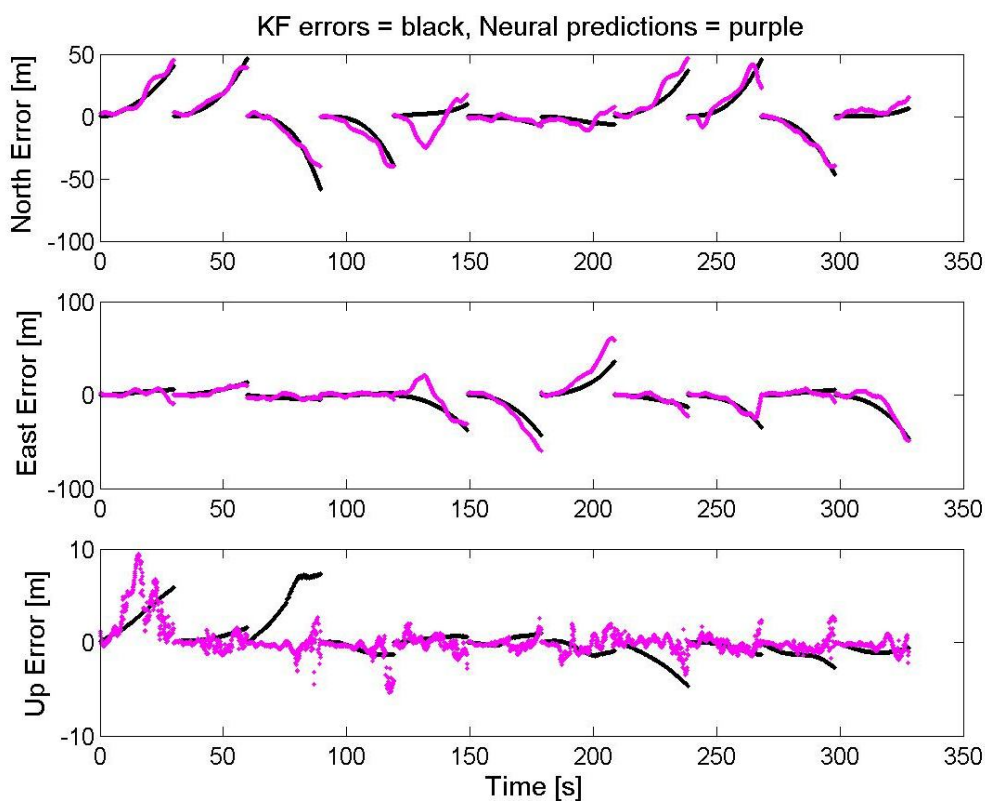 KF errors = black, Neural predictions = purple
North Error [m]
50
0
-50
-100
0 50 100 150 200 250 300 350
East Error [m]
100
0
-100
0 50 100 150 200 250 300 350
Up Error [m]
10
0
-10
0 50 100 150 200 250 300 350
Time [s]